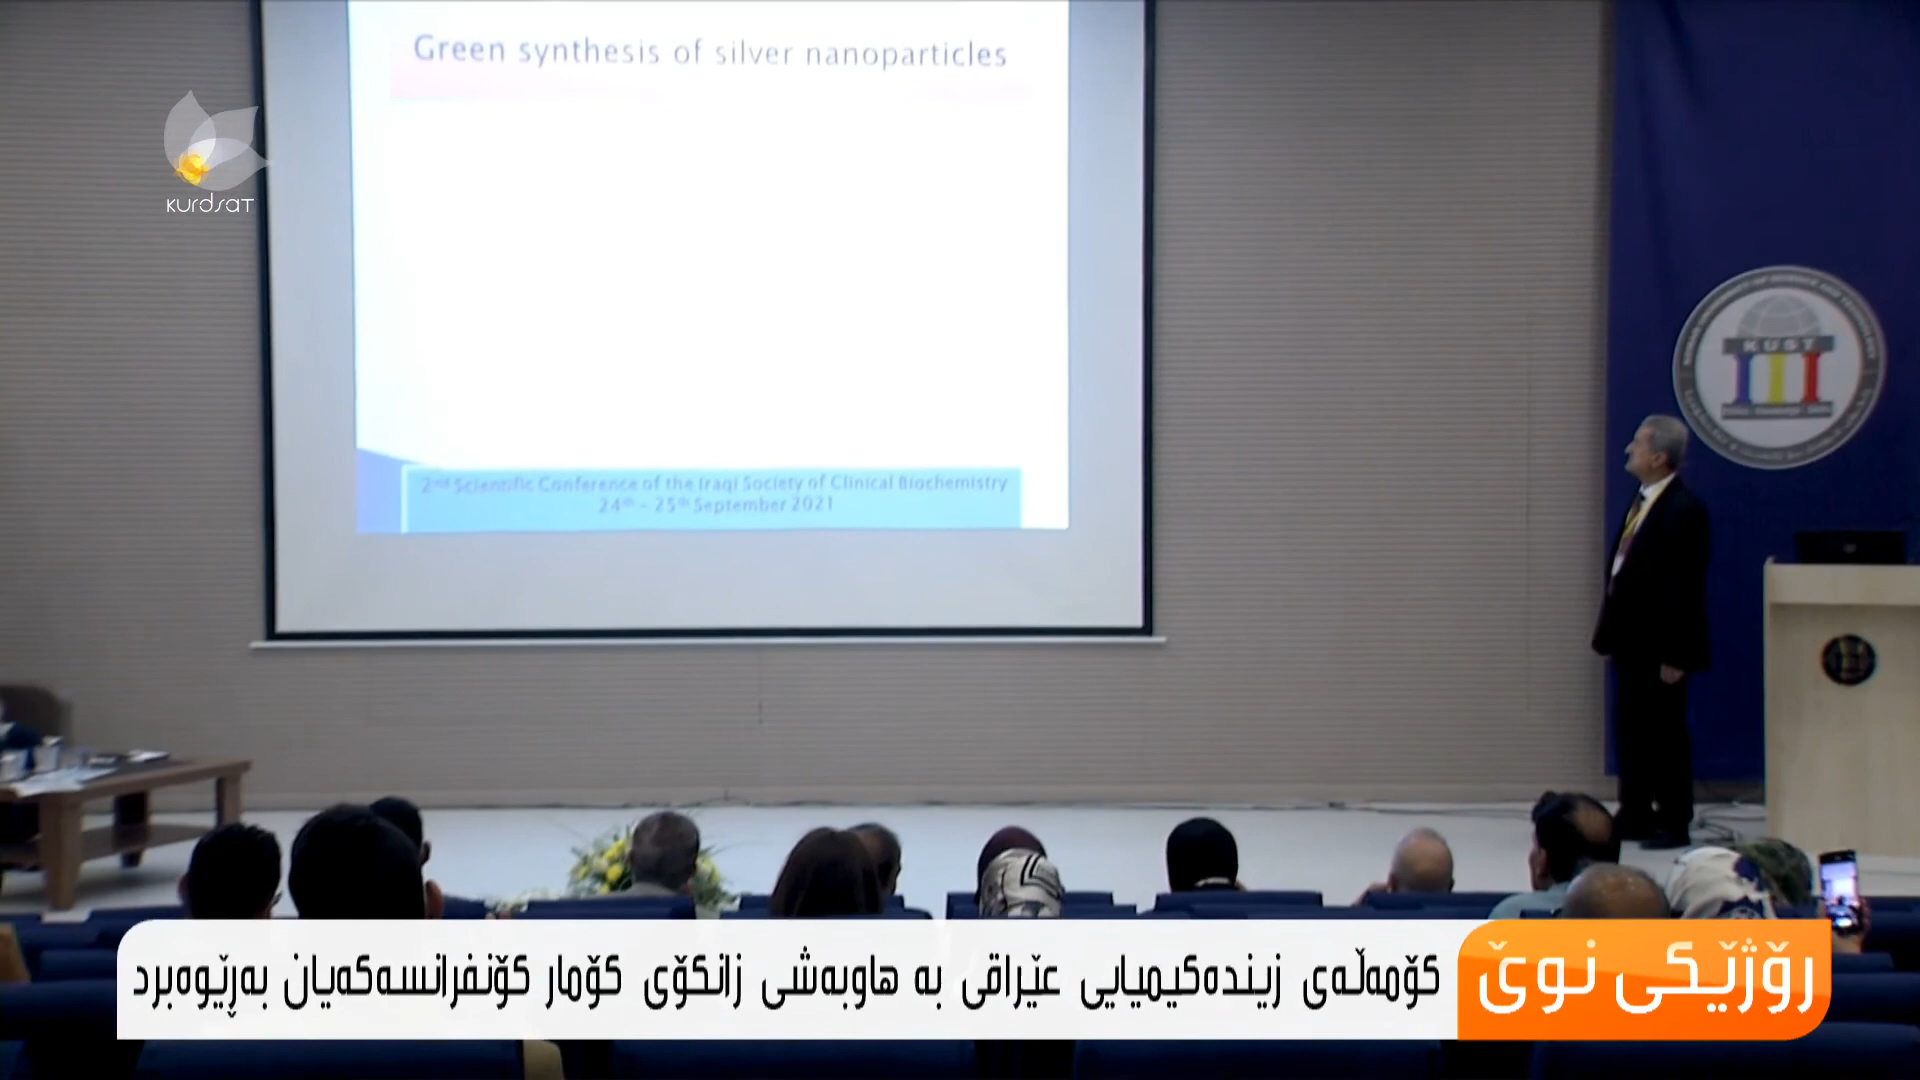 Green synthesis of silver nanoparticles
KurdSAT
KUST
2nd Scientific Conference of the Iraqi Society of Clinical Biochemistry
24th - 25th September 2021
رۆژێکی نوێ
کۆمەڵەی زیندەکیمیایی عێراقی بە هاوبەشی زانکۆی کۆمار کۆنفرانسەکەیان بەڕێوەبرد